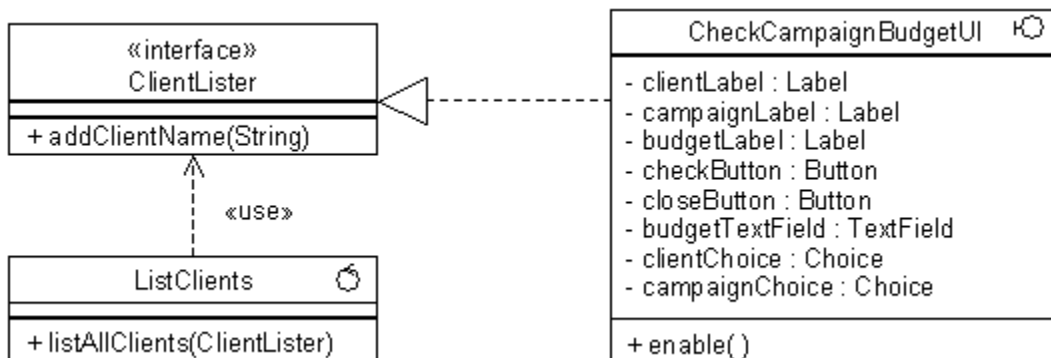 «interface»
ClientLister
+ addClientName(String)
«use»
ListClients
+ listAllClients(ClientLister)
CheckCampaignBudgetUI
- clientLabel : Label
- campaignLabel : Label
- budgetLabel : Label
- checkButton : Button
- closeButton : Button
- budgetTextField : TextField
- clientChoice : Choice
- campaignChoice : Choice
+ enable()